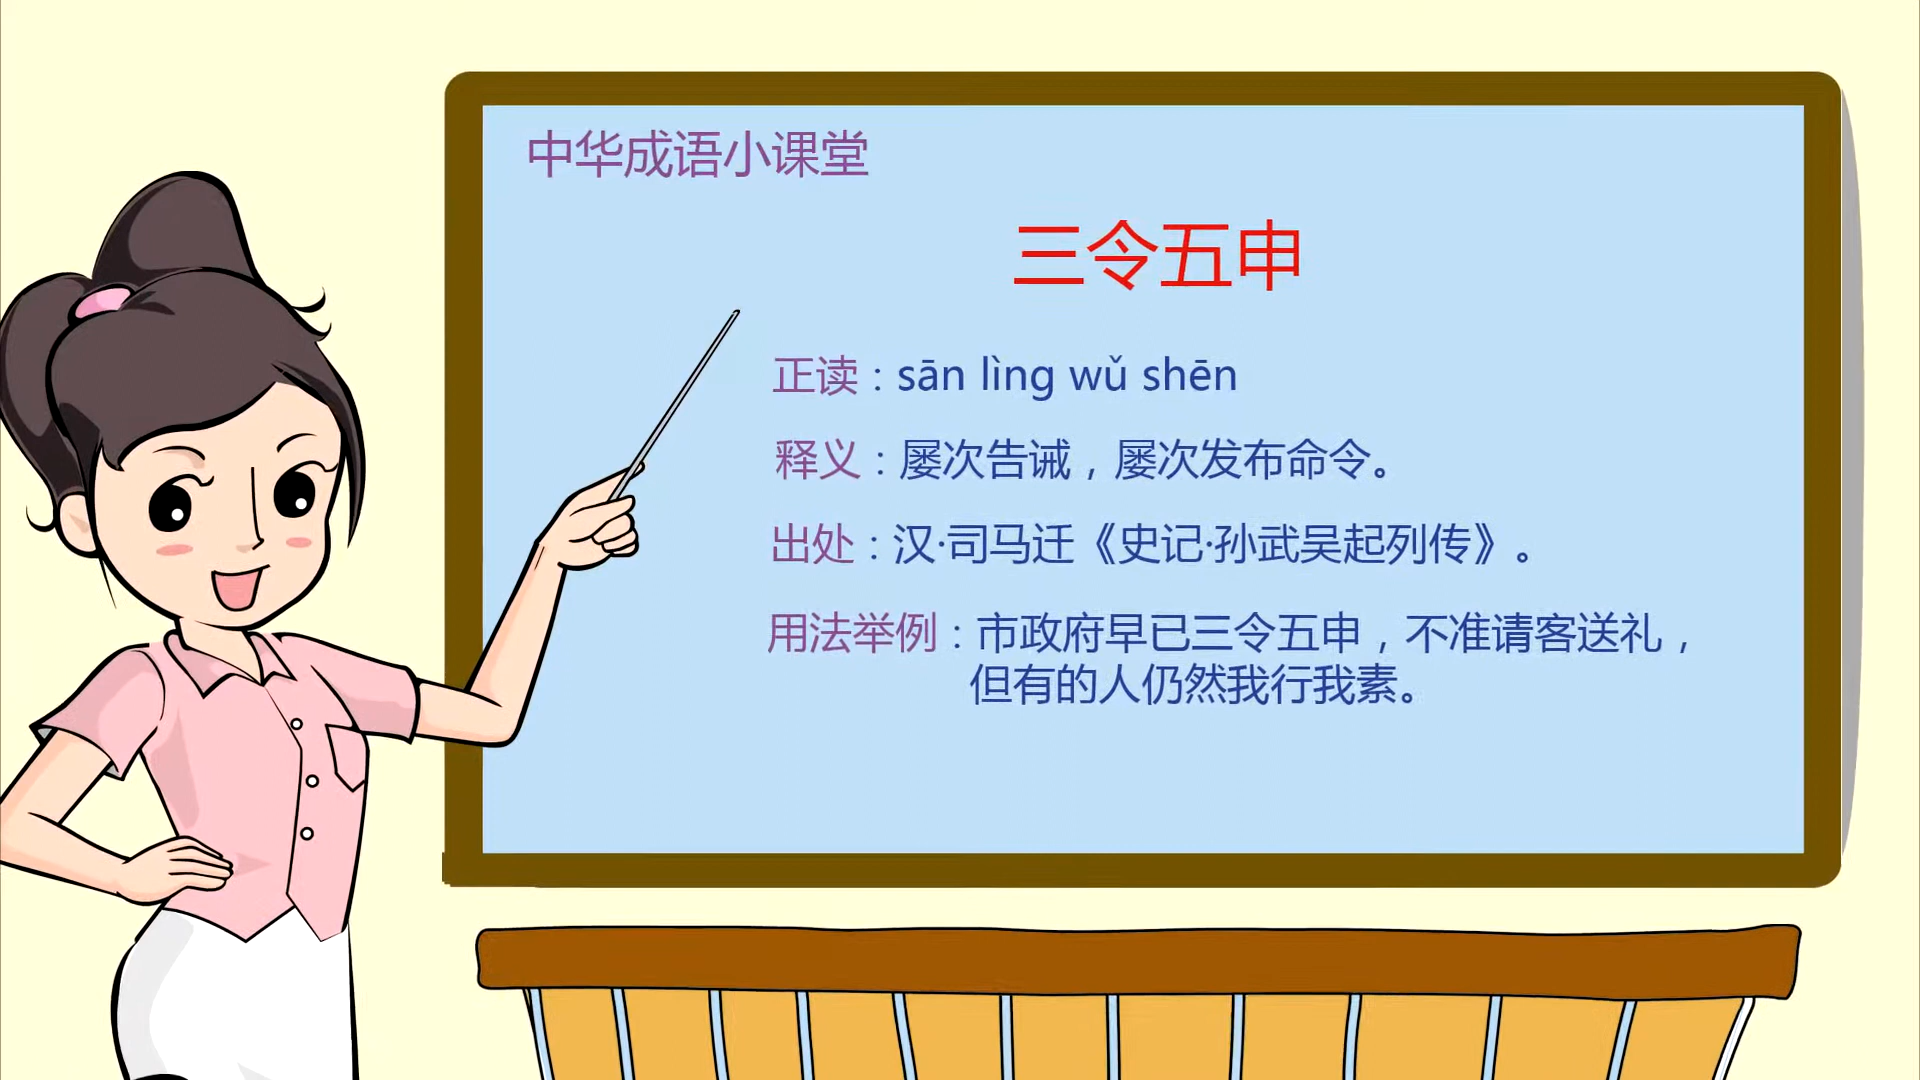 中华成语小课堂
三令五申
正读：sān lìng wǔ shēn
释义：屡次告诫，屡次发布命令。
出处：汉·司马迁《史记·孙武吴起列传》。
用法举例：市政府早已三令五申，不准请客送礼，
但有的人仍然我行我素。